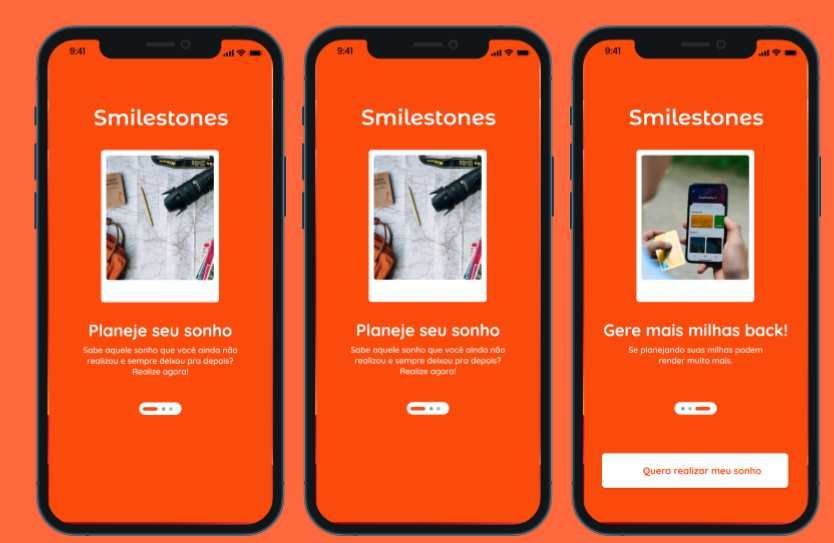 9:41
Smilestones
Planeje seu sonho
Sabe aquele sonho que você ainda não
realizou e sempre deixou pra depois?
Realize agora!
9:41
Smilestones
Planeje seu sonho
Sabe aquele sonho que você ainda não
realizou e sempre deixou pra depois?
Realize agora!
9:41
Smilestones
Gere mais milhas back!
Se planejando suas milhas podem
render muito mais.
Quero realizar meu sonho